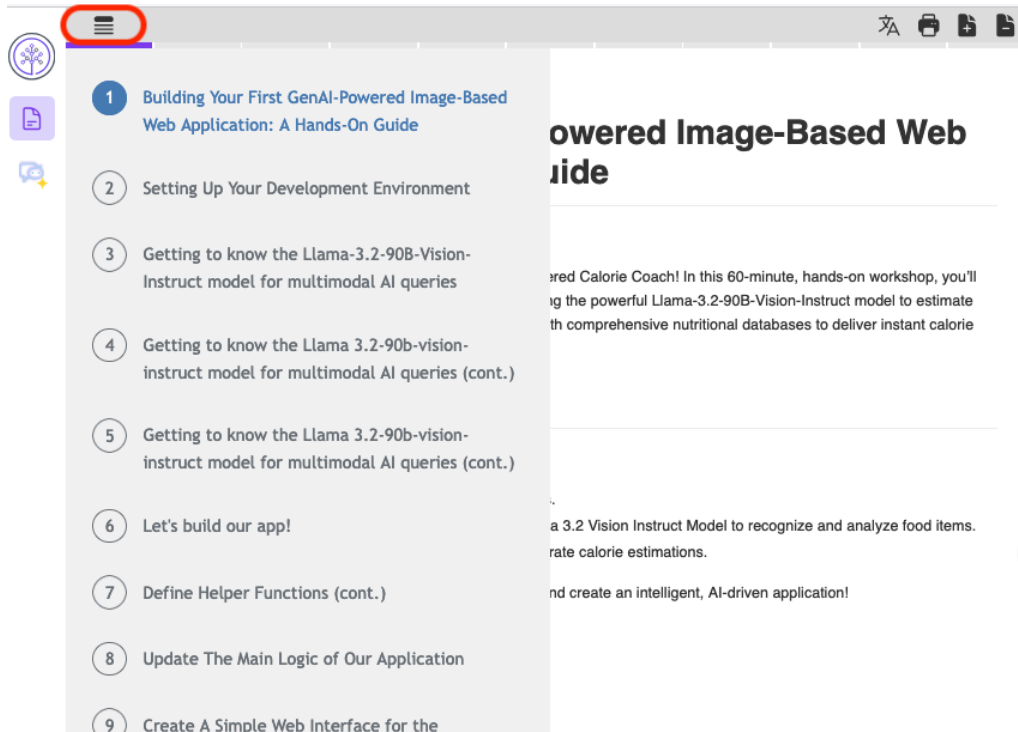 1
Building Your First GenAI-Powered Image-Based
Web Application: A Hands-On Guide
2
Setting Up Your Development Environment
3
Getting to know the Llama-3.2-90B-Vision-
Instruct model for multimodal AI queries
4
Getting to know the Llama 3.2-90b-vision-
instruct model for multimodal AI queries (cont.)
5
Getting to know the Llama 3.2-90b-vision-
instruct model for multimodal AI queries (cont.)
6
Let's build our app!
7
Define Helper Functions (cont.)
8
Update The Main Logic of Our Application
9
Create A Simple Web Interface for the
owered Image-Based Web
uide
ered Calorie Coach! In this 60-minute, hands-on workshop, you'll
ng the powerful Llama-3.2-90B-Vision-Instruct model to estimate
th comprehensive nutritional databases to deliver instant calorie
a 3.2 Vision Instruct Model to recognize and analyze food items.
rate calorie estimations.
nd create an intelligent, AI-driven application!